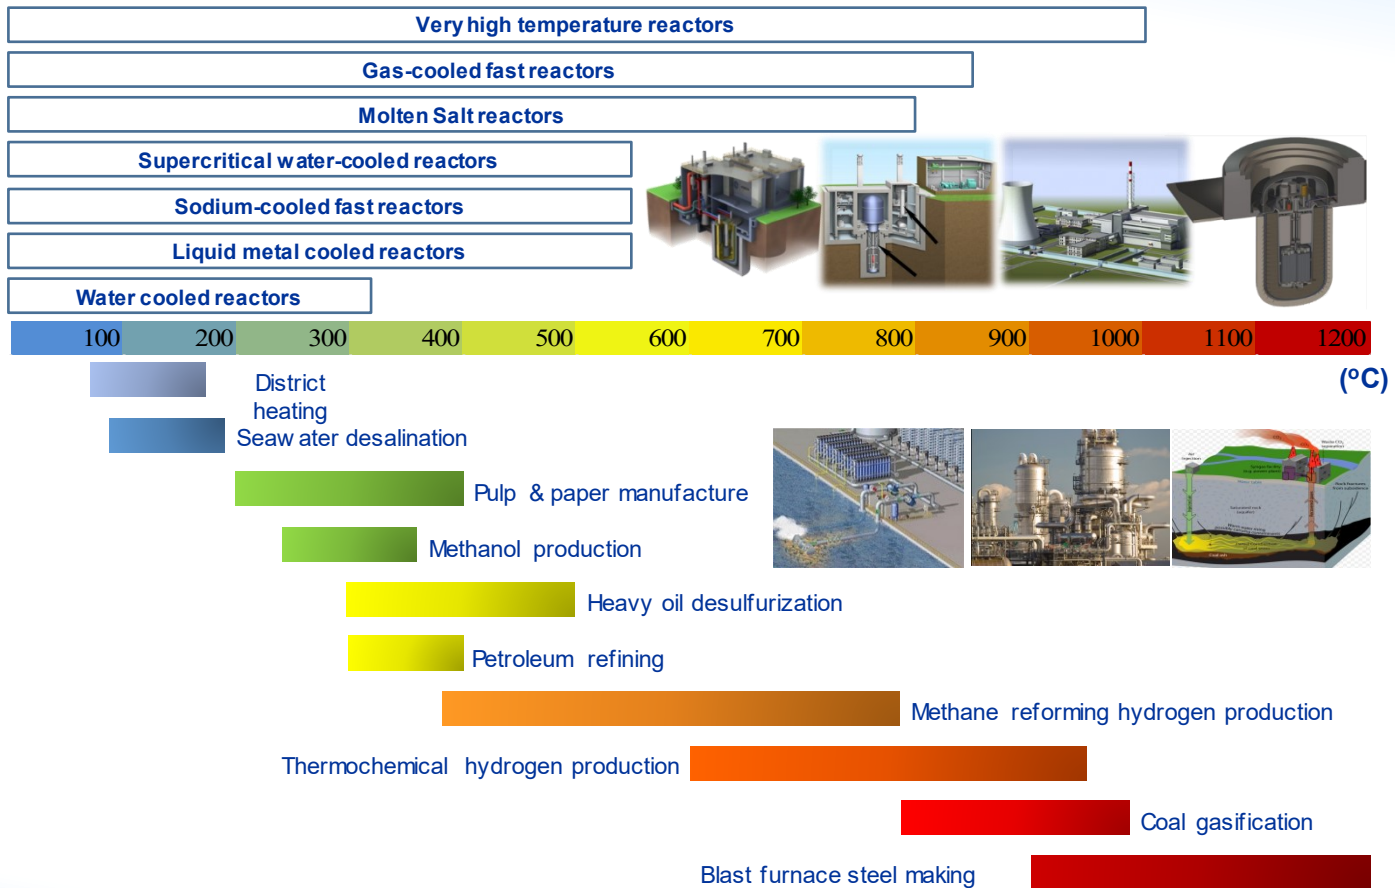 Very high temperature reactors
Gas-cooled fast reactors
Molten Salt reactors
Supercritical water-cooled reactors
Sodium-cooled fast reactors
Liquid metal cooled reactors
Water cooled reactors
100 200 300 400 500 600 700 800 900 1000 1100 1200
(ºC)
District
heating
Seawater desalination
Pulp & paper manufacture
Methanol production
Heavy oil desulfurization
Petroleum refining
Methane reforming hydrogen production
Thermochemical hydrogen production
Coal gasification
Blast furnace steel making